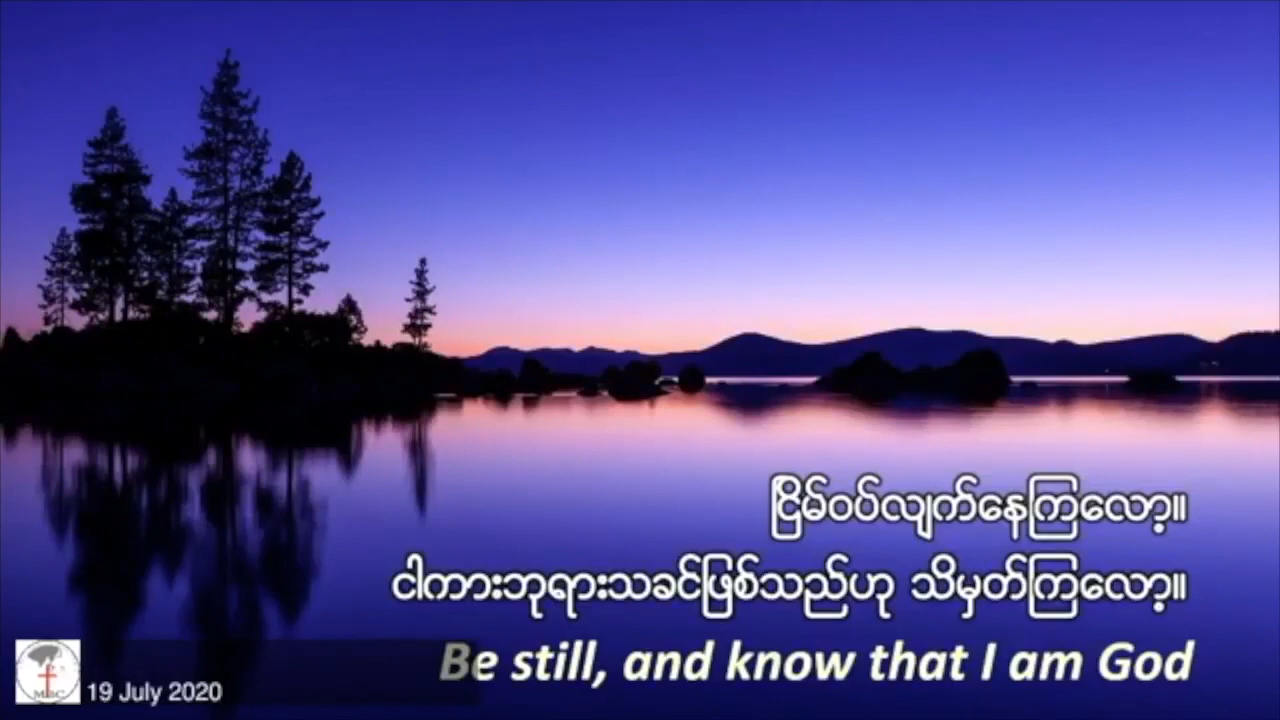 ငြိမ်ဝပ်လျက်နေကြလော့။
ငါကားဘုရားသခင်ဖြစ်သည်ဟု သိမှတ်ကြလော့။
Be still, and know that I am God
MBC
19 July 2020